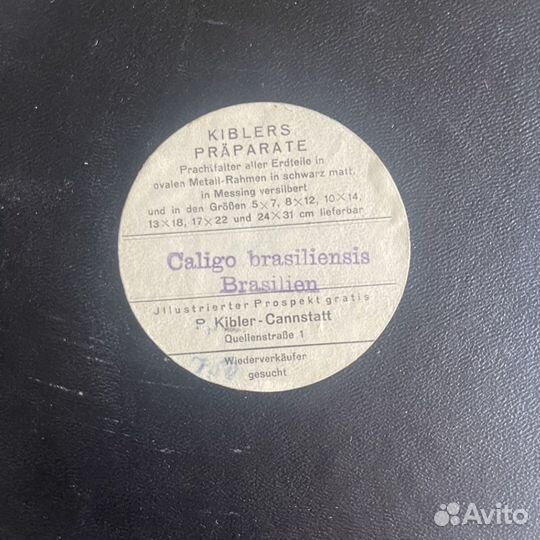 KIBLERS
PRÄPARATE
Prachtfalter aller Erdteile in
ovalen Metall-Rahmen in schwarz matt,
in Messing versilbert
und in den Größen 5×7, 8×12, 10×14,
13×18, 17×22 und 24×31 cm lieferbar
Caligo brasiliensis
Brasilien
Jllustrierter Prospekt gratis
P. Kibler-Cannstatt
Quellenstraße 1
Wiederverkäufer
gesucht
Avito